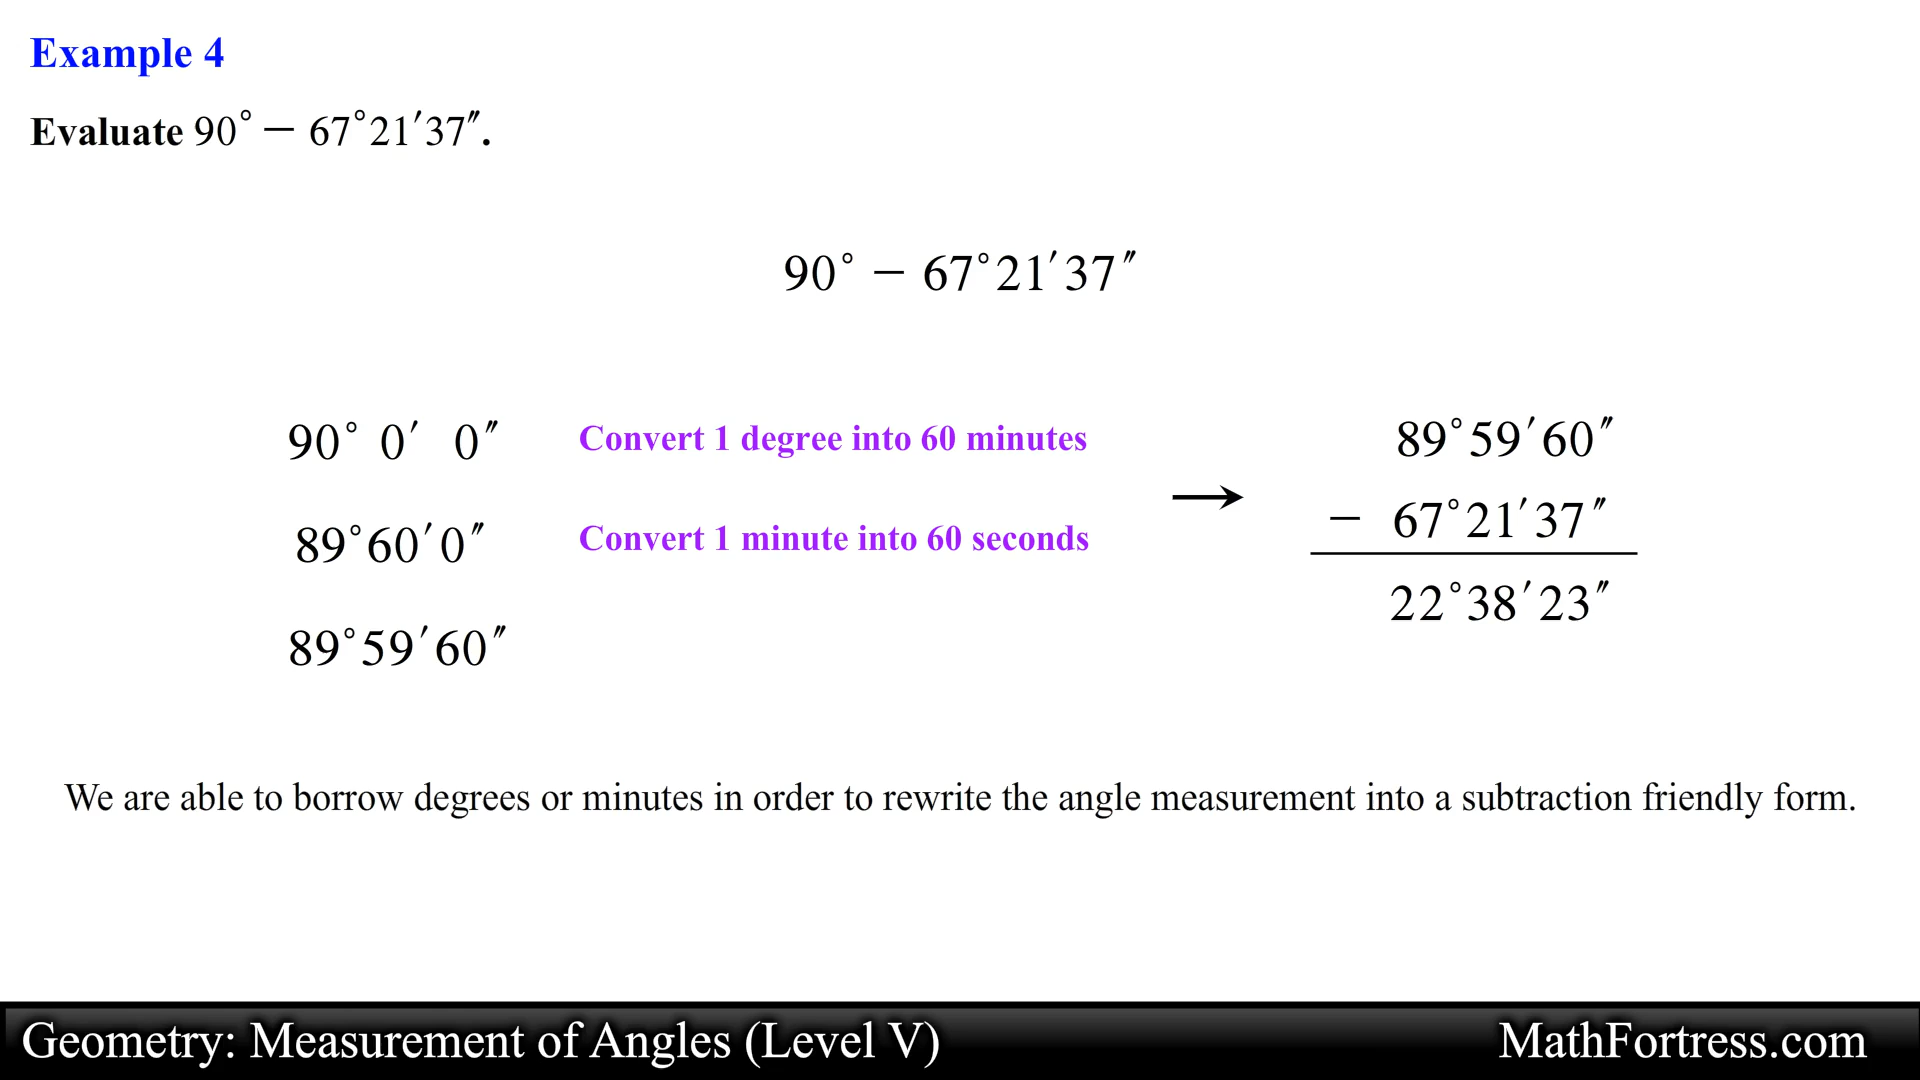 Example 4
Evaluate 90° − 67°21′37″.
90° − 67°21′37″
90° 0′ 0″ Convert 1 degree into 60 minutes
89°60′0″ Convert 1 minute into 60 seconds
89°59′60″
→
89°59′60″
− 67°21′37″
22°38′23″
We are able to borrow degrees or minutes in order to rewrite the angle measurement into a subtraction friendly form.
Geometry: Measurement of Angles (Level V)
MathFortress.com